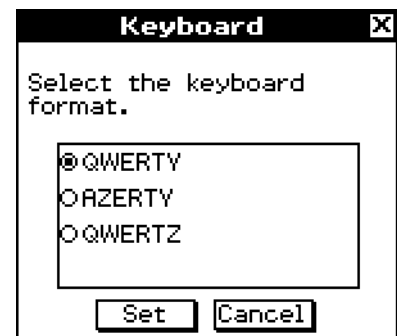 Keyboard
Select the keyboard
format.
QWERTY
AZERTY
QWERTZ
Set Cancel